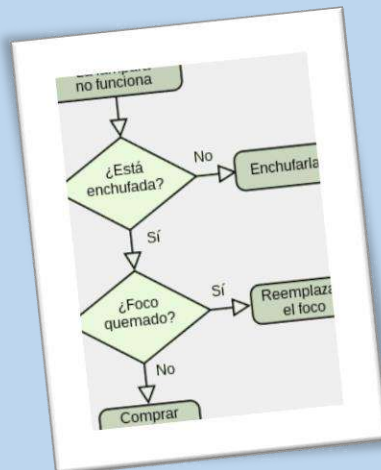 no funciona
¿Está
enchufada?
No
Enchufarla
Sí
¿Foco
quemado?
Sí
Reemplaza
el foco
No
Comprar